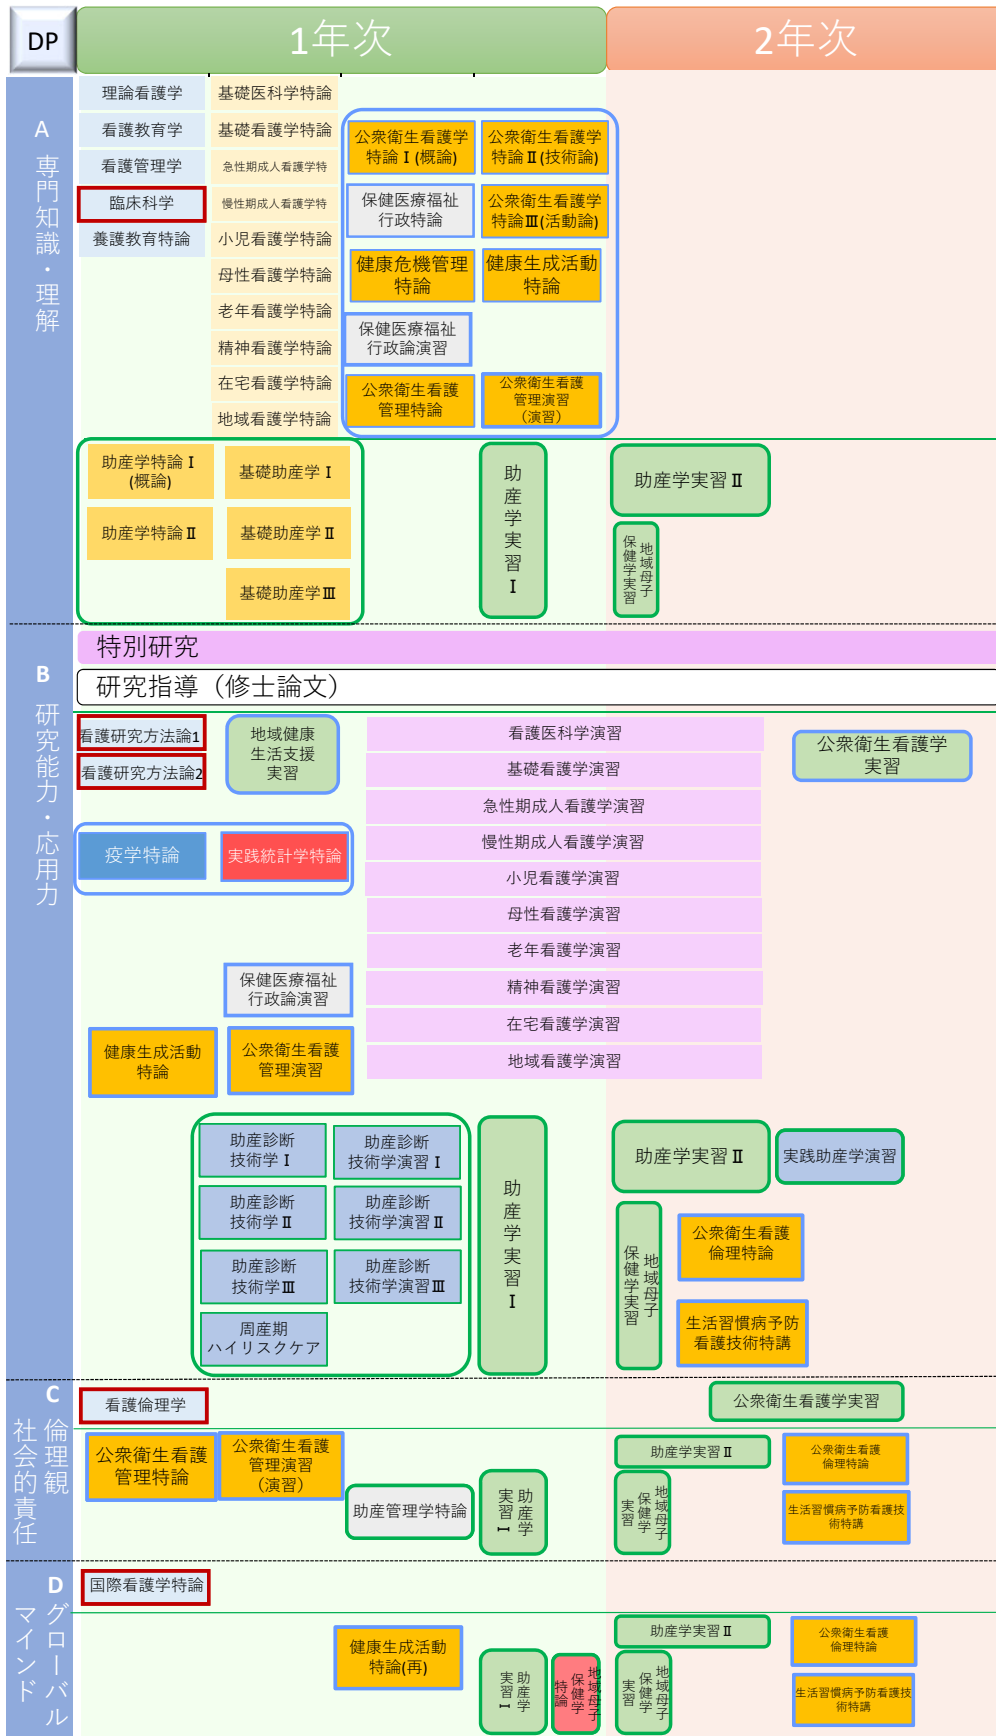 DP
1年次
2年次
A 専門知識・理解
理論看護学
看護教育学
看護管理学
臨床科学
養護教育特論
基礎医科学特論
基礎看護学特論
急性期成人看護学特
慢性期成人看護学特
小児看護学特論
母性看護学特論
老年看護学特論
精神看護学特論
在宅看護学特論
地域看護学特論
公衆衛生看護学
特論Ⅰ(概論)
公衆衛生看護学
特論Ⅱ(技術論)
保健医療福祉
行政特論
公衆衛生看護学
特論Ⅲ(活動論)
健康危機管理
特論
健康生成活動
特論
保健医療福祉
行政論演習
公衆衛生看護
管理特論
公衆衛生看護
管理演習
（演習）
助産学特論Ⅰ
(概論)
基礎助産学Ⅰ
助産学特論Ⅱ
基礎助産学Ⅱ
基礎助産学Ⅲ
助産学実習Ⅰ
助産学実習Ⅱ
地域母子
保健学実習
B 研究能力・応用力
特別研究
研究指導（修士論文）
看護研究方法論1
看護研究方法論2
地域健康
生活支援
実習
疫学特論
実践統計学特論
看護医科学演習
基礎看護学演習
急性期成人看護学演習
慢性期成人看護学演習
小児看護学演習
母性看護学演習
老年看護学演習
精神看護学演習
在宅看護学演習
地域看護学演習
公衆衛生看護学
実習
保健医療福祉
行政論演習
健康生成活動
特論
公衆衛生看護
管理演習
助産診断
技術学Ⅰ
助産診断
技術学演習Ⅰ
助産診断
技術学Ⅱ
助産診断
技術学演習Ⅱ
助産診断
技術学Ⅲ
助産診断
技術学演習Ⅲ
周産期
ハイリスクケア
助産学実習Ⅰ
助産学実習Ⅱ
実践助産学演習
地域母子
保健学実習
公衆衛生看護
倫理特論
生活習慣病予防
看護技術特講
C 倫理観
社会的責任
看護倫理学
公衆衛生看護学実習
公衆衛生看護
管理特論
公衆衛生看護
管理演習
（演習）
助産管理学特論
助産学
実習Ⅰ
助産学実習Ⅱ
地域母子
保健学
実習
公衆衛生看護
倫理特論
生活習慣病予防看護技
術特講
D グローバル
マインド
国際看護学特論
健康生成活動
特論(再)
助産学
実習Ⅰ
地域母子
保健学
特論
助産学実習Ⅱ
地域母子
保健学
実習
公衆衛生看護
倫理特論
生活習慣病予防看護技
術特講